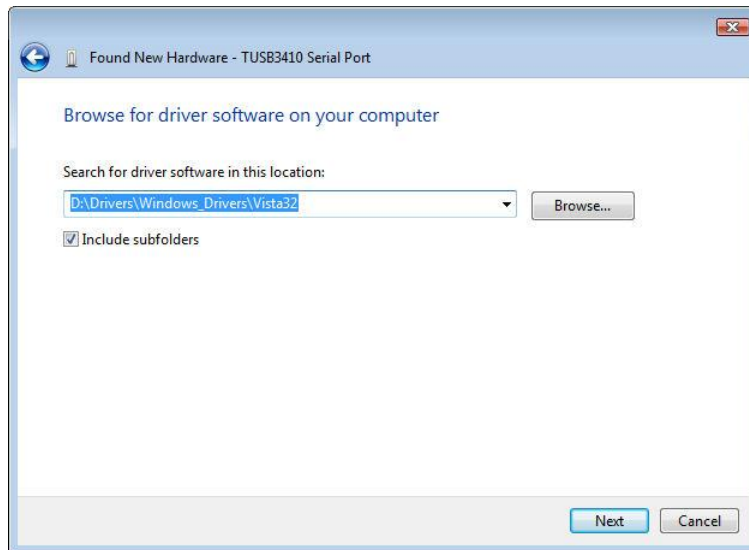 Found New Hardware - TUSB3410 Serial Port
Browse for driver software on your computer
Search for driver software in this location:
D:\Drivers\Windows_Drivers\Vista32
Browse...
Include subfolders
Next
Cancel